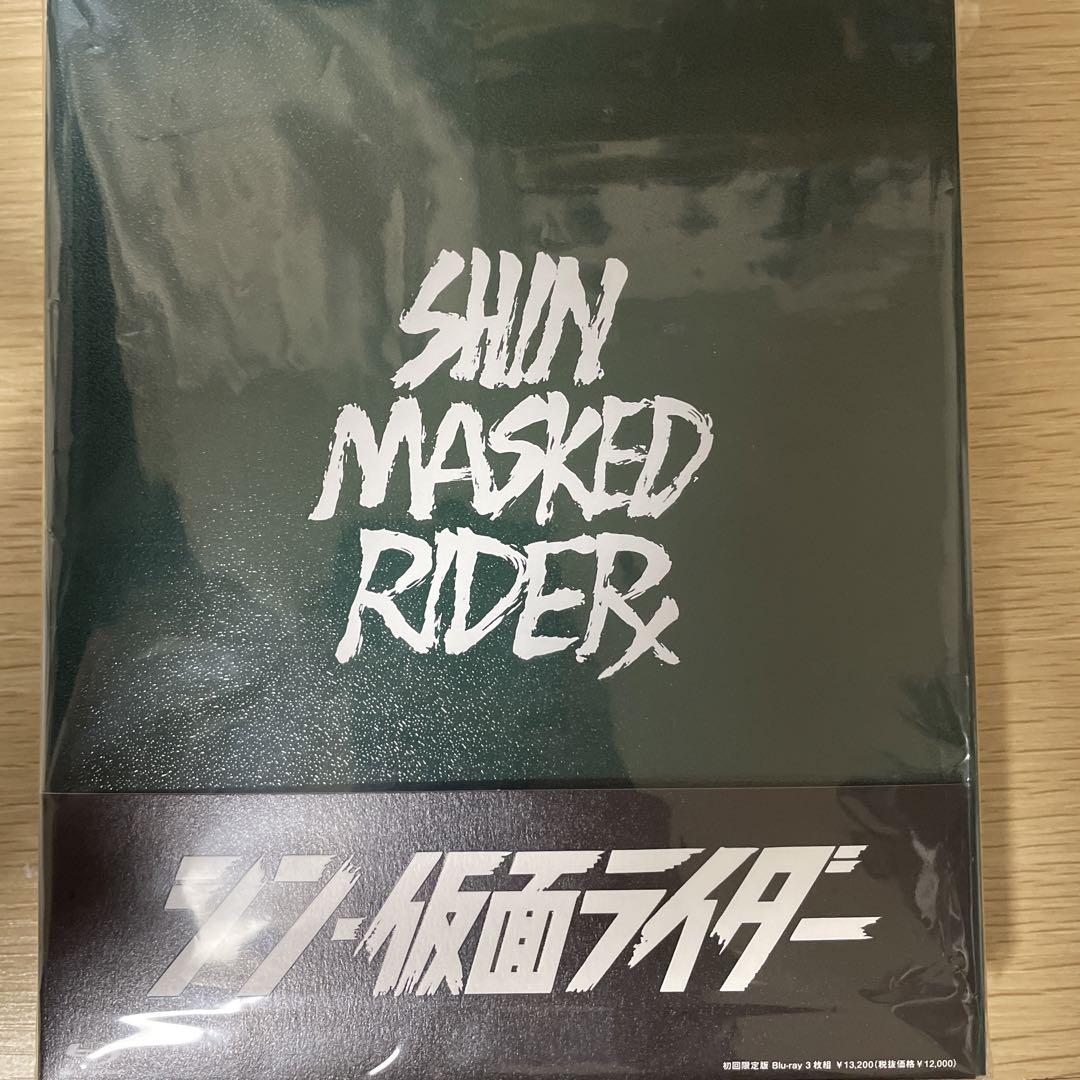 SHIN
MASKED
RIDER
シン・仮面ライダー
初回限定版 Blu-ray 3枚組 ¥13,200(税抜価格¥12,000)